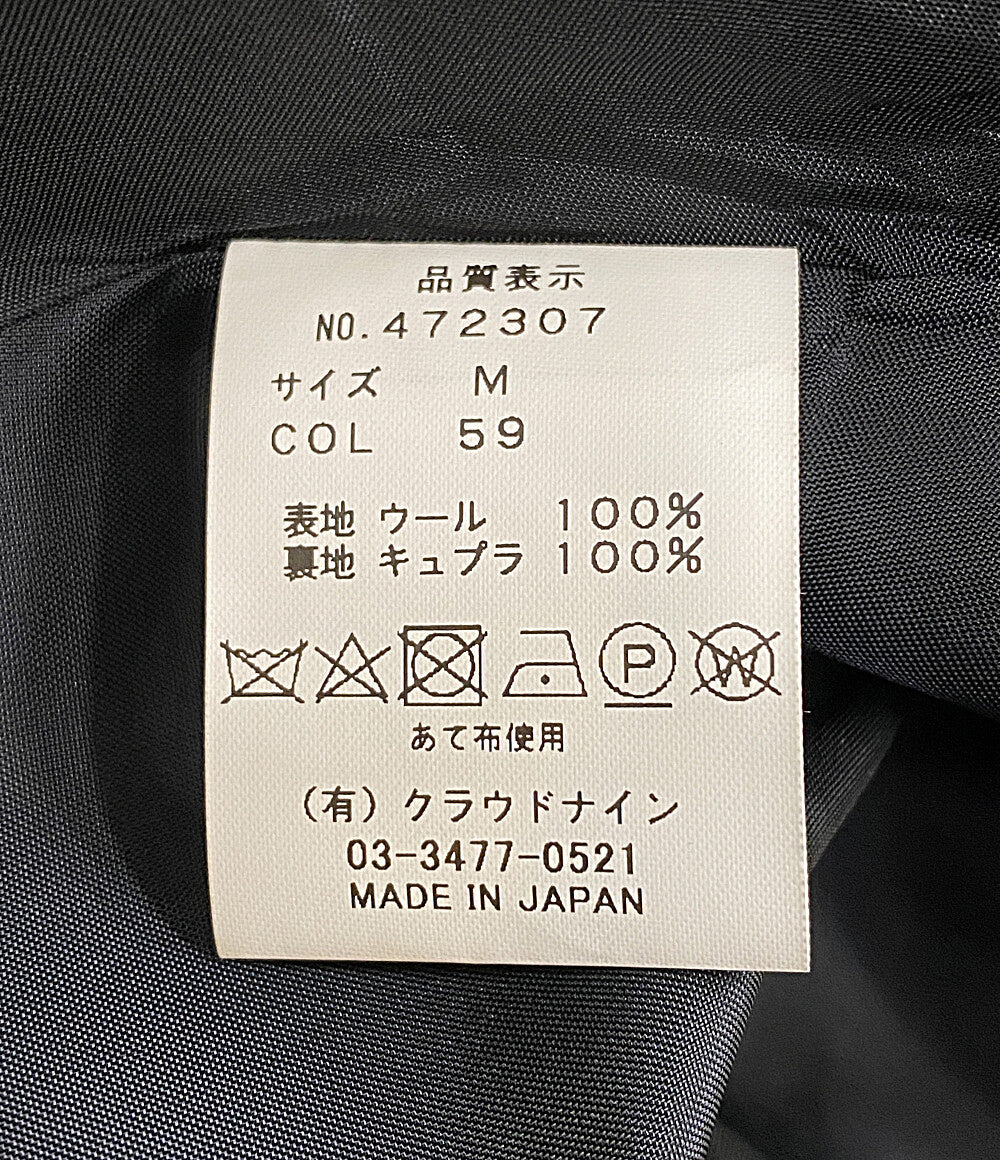 品質表示
NO.472307
サイズ M
COL 59
表地 ウール 100%
裏地 キュプラ 100%
P W
あて布使用
(有)クラウドナイン
03-3477-0521
MADE IN JAPAN